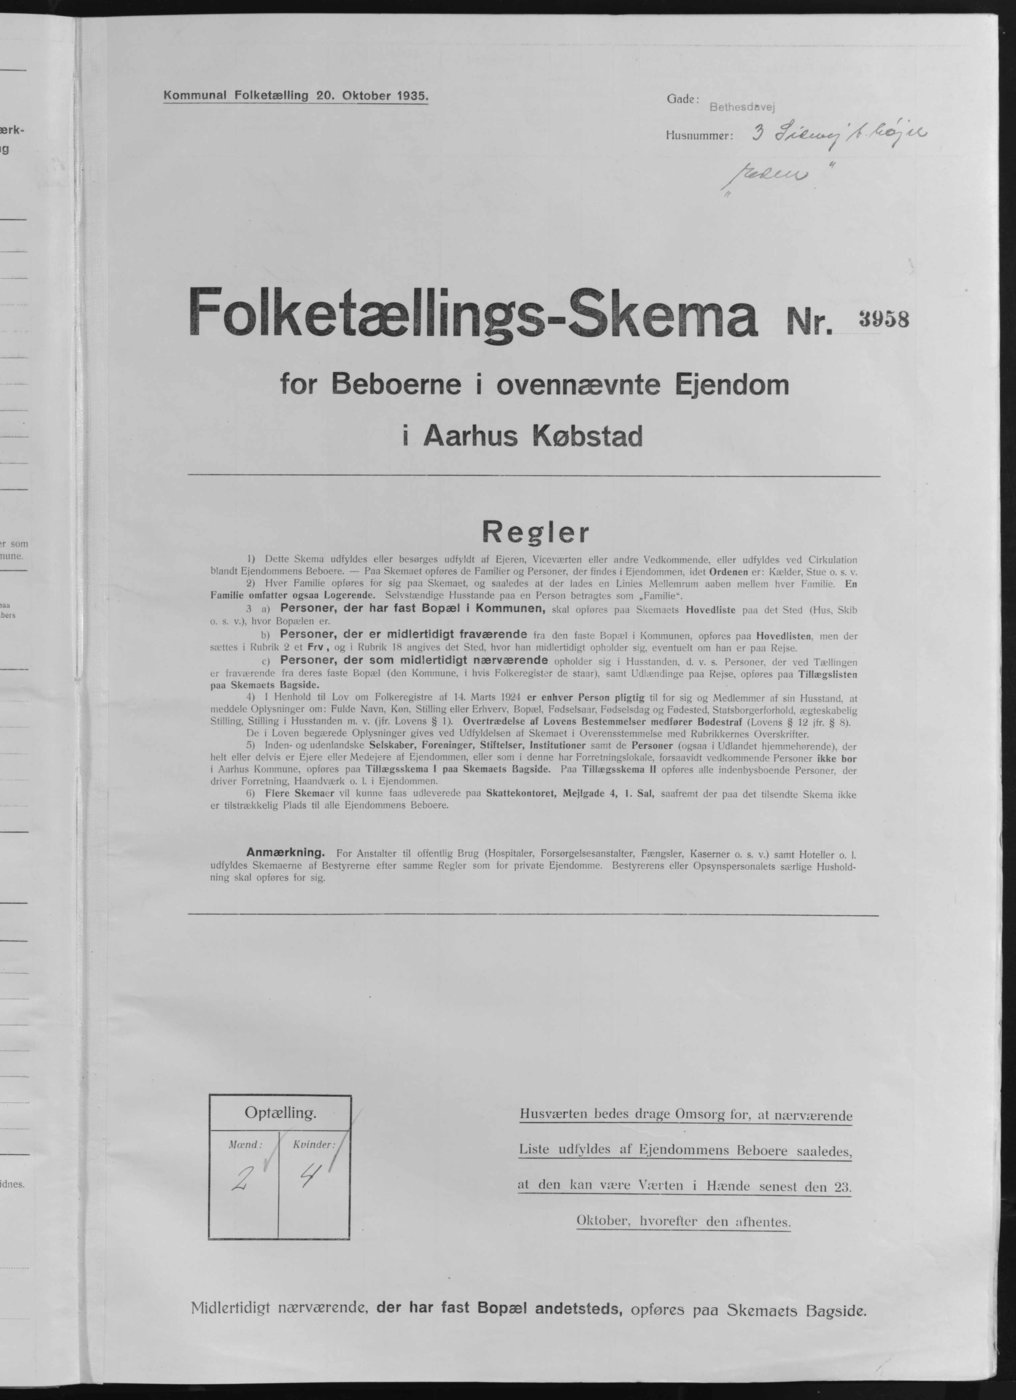 ærk-
g
er som
mune.
paa
bers
idnes.
Kommunal Folketælling 20. Oktober 1935.
Gade: Bethesdavej
Husnummer: 3
Folketællings-Skema Nr. 3958
for Beboerne i ovennævnte Ejendom
i Aarhus Købstad
Regler
1) Dette Skema udfyldes eller besørges udfyldt af Ejeren, Viceværten eller andre Vedkommende, eller udfyldes ved Cirkulation
blandt Ejendommens Beboere. — Paa Skemaet opføres de Familier og Personer, der findes i Ejendommen, idet Ordenen er: Kælder, Stue o. s. v.
2) Hver Familie opføres for sig paa Skemaet, og saaledes at der lades en Linies Mellemrum aaben mellem hver Familie. En
Familie omfatter ogsaa Logerende. Selvstændige Husstande paa en Person betragtes som „Familie“.
3 a) Personer, der har fast Bopæl i Kommunen, skal opføres paa Skemaets Hovedliste paa det Sted (Hus, Skib
o. s. v.), hvor Bopælen er.
b) Personer, der er midlertidigt fraværende fra den faste Bopæl i Kommunen, opføres paa Hovedlisten, men der
sættes i Rubrik 2 et Frv, og i Rubrik 18 angives det Sted, hvor han midlertidigt opholder sig, eventuelt om han er paa Rejse.
c) Personer, der som midlertidigt nærværende opholder sig i Husstanden, d. v. s. Personer, der ved Tællingen
er fraværende fra deres faste Bopæl (den Kommune, i hvis Folkeregister de staar), samt Udlændinge paa Rejse, opføres paa Tillægslisten
paa Skemaets Bagside.
4) I Henhold til Lov om Folkeregistre af 14. Marts 1924 er enhver Person pligtig til for sig og Medlemmer af sin Husstand, at
meddele Oplysninger om: Fulde Navn, Køn, Stilling eller Erhverv, Bopæl, Fødselsaar, Fødselsdag og Fødested, Statsborgerforhold, ægteskabelig
Stilling, Stilling i Husstanden m. v. (jfr. Lovens § 1). Overtrædelse af Lovens Bestemmelser medfører Bødestraf (Lovens § 12 jfr. § 8).
De i Loven begærede Oplysninger gives ved Udfyldelsen af Skemaet i Overensstemmelse med Rubrikkernes Overskrifter.
5) Inden- og udenlandske Selskaber, Foreninger, Stiftelser, Institutioner samt de Personer (ogsaa i Udlandet hjemmehørende), der
helt eller delvis er Ejere eller Medejere af Ejendommen, eller som i denne har Forretningslokale, forsaavidt vedkommende Personer ikke bor
i Aarhus Kommune, opføres paa Tillægsskema I paa Skemaets Bagside. Paa Tillægsskema II opføres alle indenbysboende Personer, der
driver Forretning, Haandværk o. l. i Ejendommen.
6) Flere Skemaer vil kunne faas udleverede paa Skattekontoret, Mejlgade 4, 1. Sal, saafremt der paa det tilsendte Skema ikke
er tilstrækkelig Plads til alle Ejendommens Beboere.
Anmærkning. For Anstalter til offentlig Brug (Hospitaler, Forsørgelsesanstalter, Fængsler, Kaserner o. s. v.) samt Hoteller o. l.
udfyldes Skemaerne af Bestyrerne efter samme Regler som for private Ejendomme. Bestyrerens eller Opsynspersonalets særlige Hushold-
ning skal opføres for sig.
Optælling.
Mænd: Kvinder:
2 4
Husværten bedes drage Omsorg for, at nærværende
Liste udfyldes af Ejendommens Beboere saaledes,
at den kan være Værten i Hænde senest den 23.
Oktober, hvorefter den afhentes.
Midlertidigt nærværende, der har fast Bopæl andetsteds, opføres paa Skemaets Bagside.